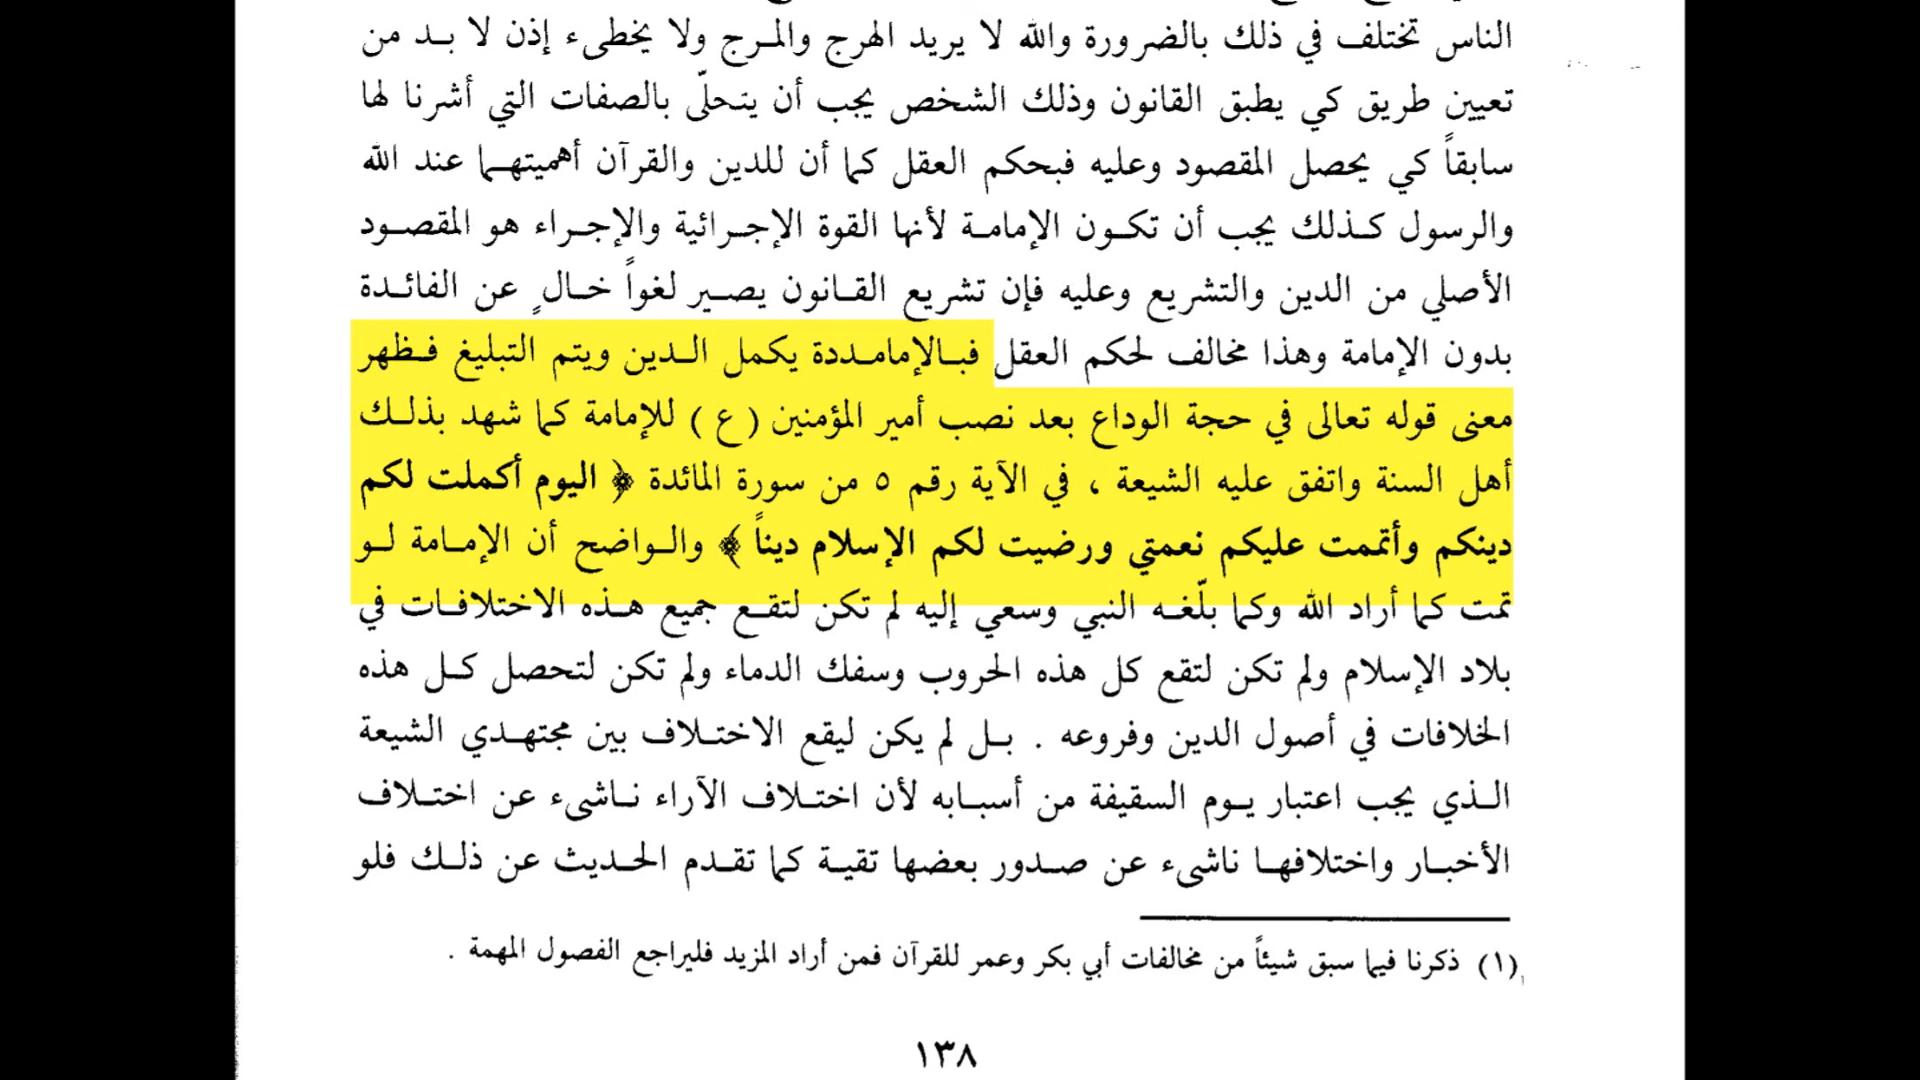 الناس تختلف في ذلك بالضرورة والله لا يريد الهرج والمرج ولا يخطىء إذن لا بد من
تعيين طريق كي يطبق القانون وذلك الشخص يجب أن يتحلّى بالصفات التي أشرنا لها
سابقاً كي يحصل المقصود وعليه فبحكم العقل كما أن للدين والقرآن أهميتهما عند الله
والرسول كذلك يجب أن تكون الإمامة لأنها القوة الإجرائية والإجراء هو المقصود
الأصلي من الدين والتشريع وعليه فإن تشريع القانون يصير لغواً خالٍ عن الفائدة
بدون الإمامة وهذا مخالف لحكم العقل فبالإمامددة يكمل الدين ويتم التبليغ فظهر
معنى قوله تعالى في حجة الوداع بعد نصب أمير المؤمنين (ع) للإمامة كما شهد بذلك
أهل السنة واتفق عليه الشيعة ، في الآية رقم ٥ من سورة المائدة ﴿ اليوم أكملت لكم
دينكم وأتممت عليكم نعمتي ورضيت لكم الإسلام ديناً ﴾ والواضح أن الإمامة لو
تمت كما أراد الله وكما بلّغه النبي وسعى إليه لم تكن لتقع جميع هذه الاختلافات في
بلاد الإسلام ولم تكن لتقع كل هذه الحروب وسفك الدماء ولم تكن لتحصل كل هذه
الخلافات في أصول الدين وفروعه . بل لم يكن ليقع الاختلاف بين مجتهدي الشيعة
الذي يجب اعتبار يوم السقيفة من أسبابه لأن اختلاف الآراء ناشىء عن اختلاف
الأخبار واختلافها ناشىء عن صدور بعضها تقية كما تقدم الحديث عن ذلك فلو
(١) ذكرنا فيما سبق شيئاً من مخالفات أبي بكر وعمر للقرآن فمن أراد المزيد فليراجع الفصول المهمة .
١٣٨